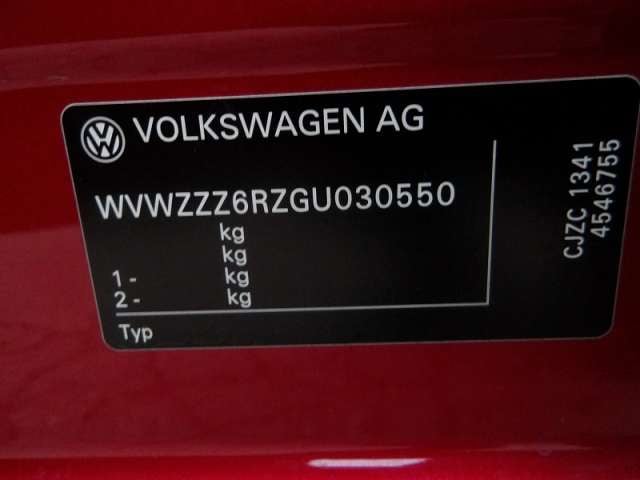 VOLKSWAGEN AG
WVWZZZ6RZGU030550
kg
kg
1- kg
2- kg
Typ
CJZC 1341
4546755